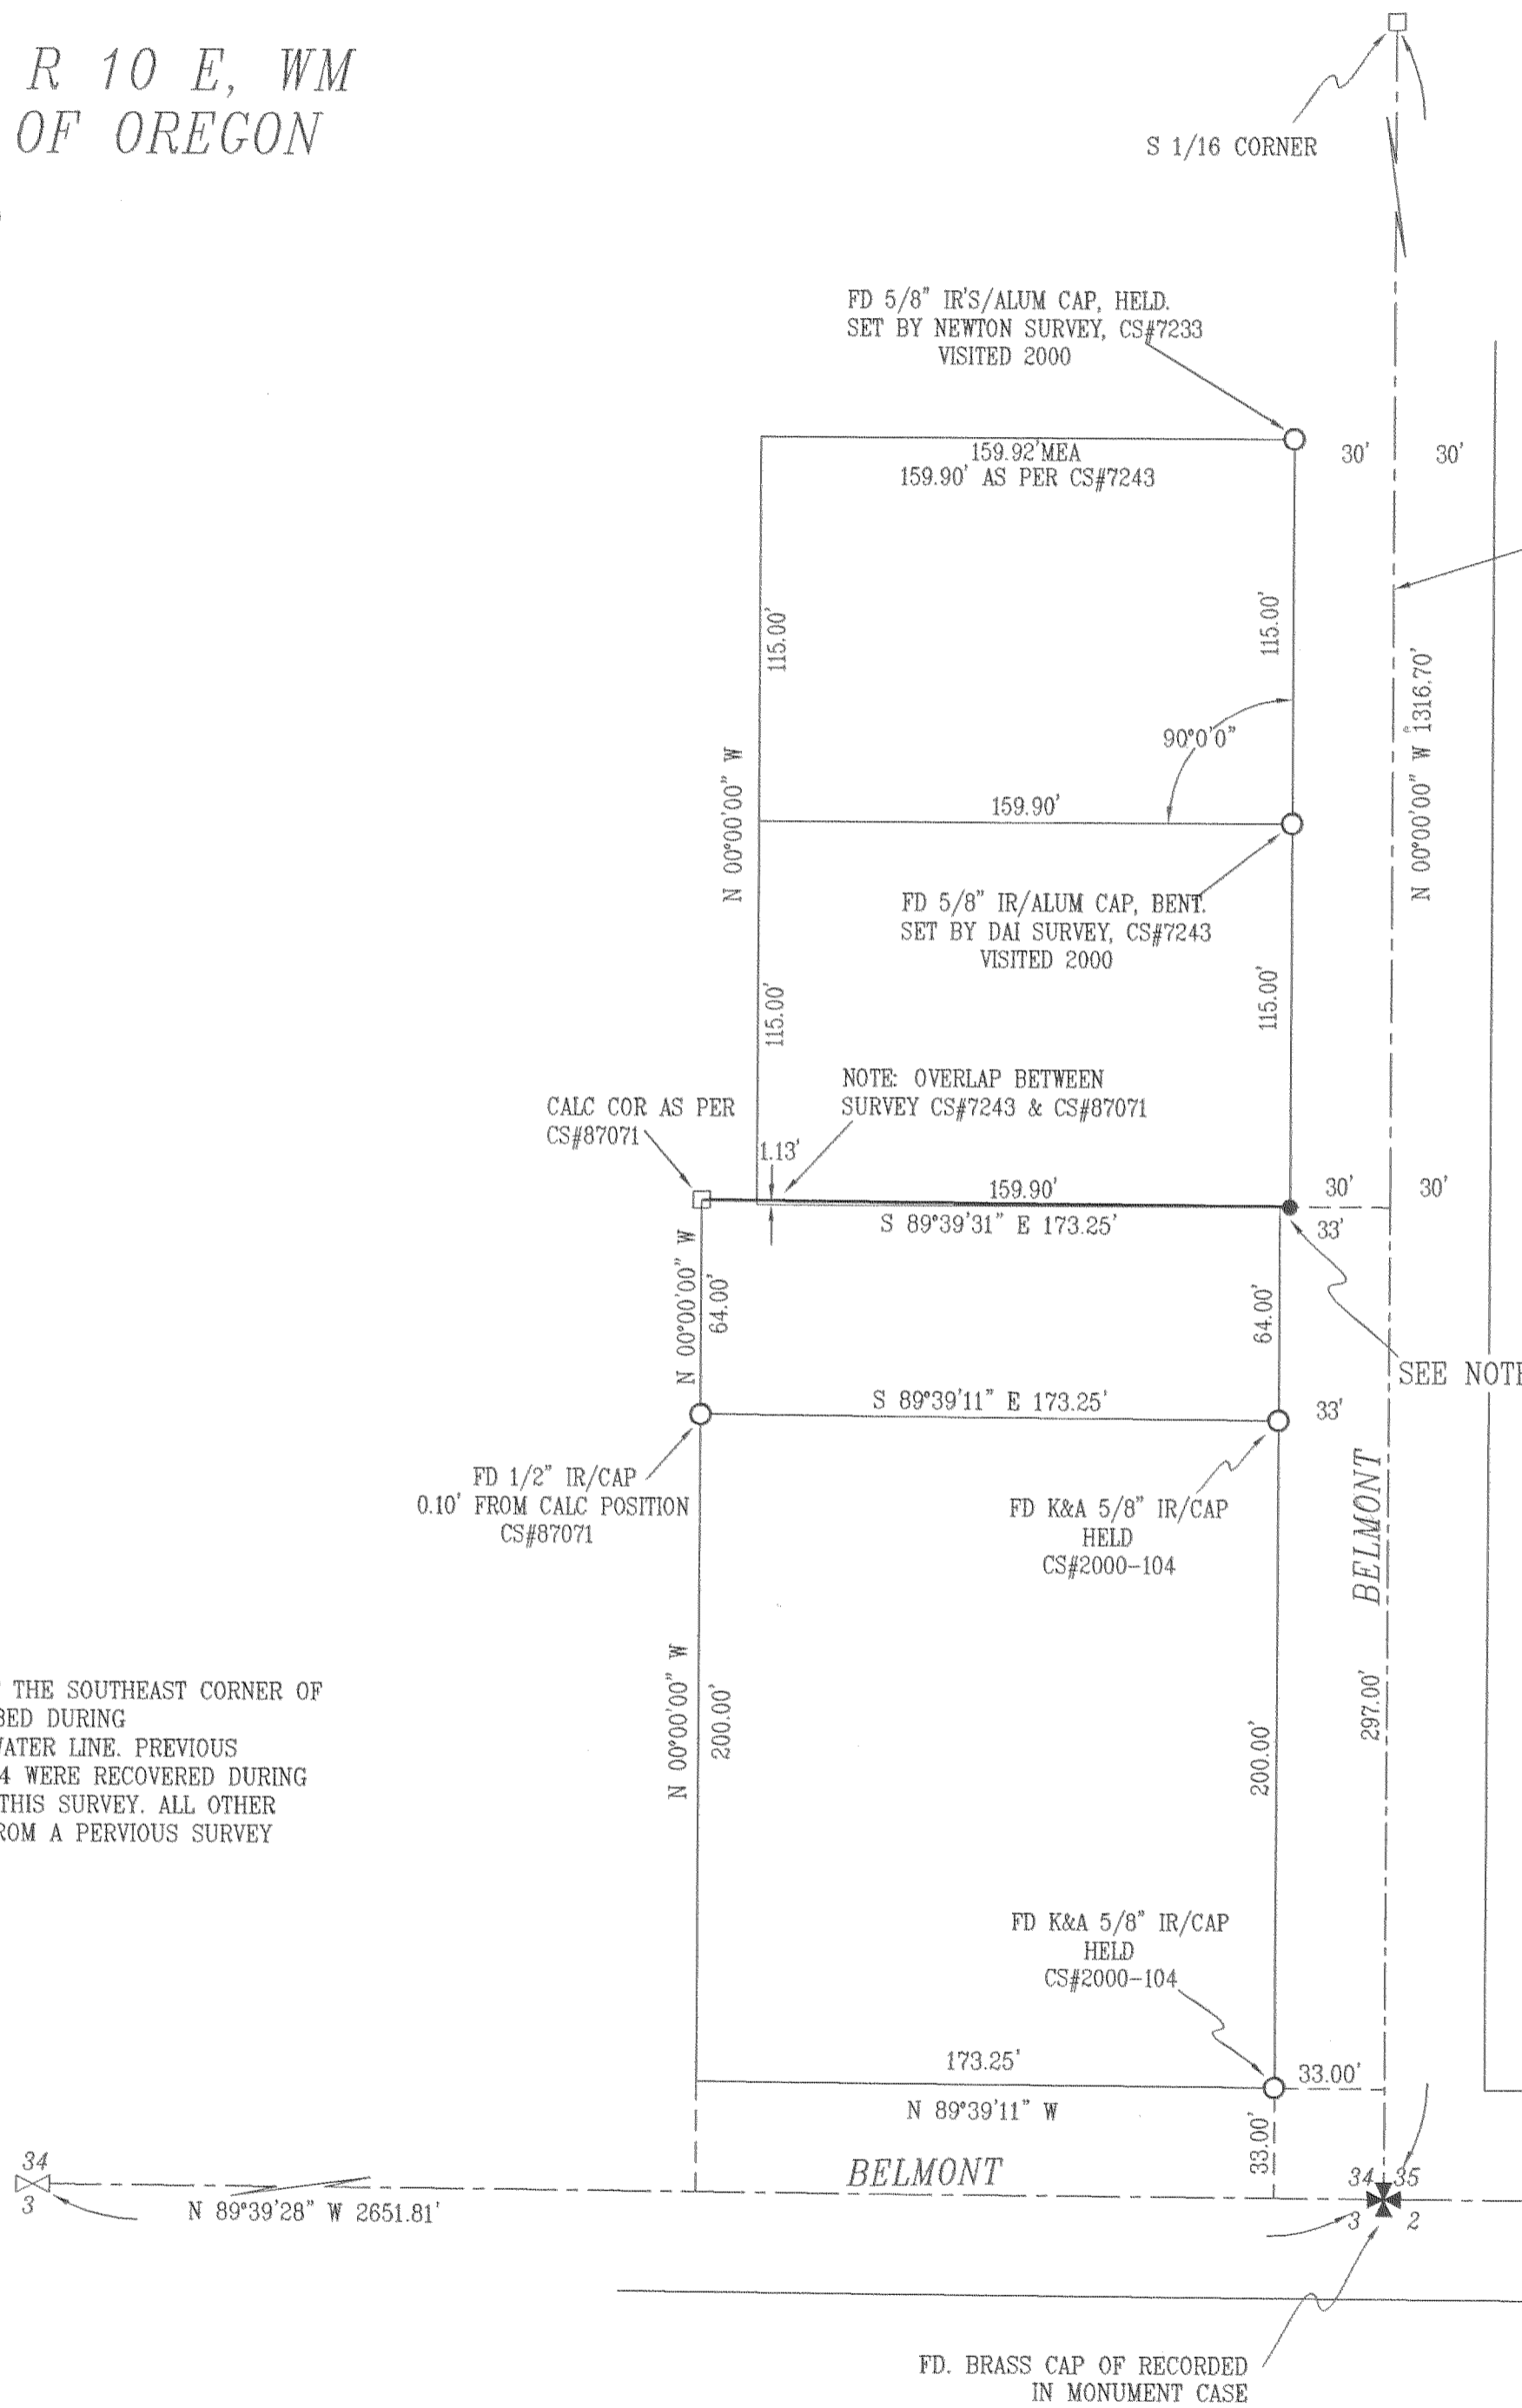 R 10 E, WM
OF OREGON
S 1/16 CORNER
FD 5/8" IR'S/ALUM CAP, HELD.
SET BY NEWTON SURVEY, CS#7233
VISITED 2000
159.92'MEA
159.90' AS PER CS#7243
30'
30'
115.00'
115.00'
N 00°00'00" W 1316.70'
90°0'0"
N 00°00'00" W
159.90'
FD 5/8" IR/ALUM CAP, BENT.
SET BY DAI SURVEY, CS#7243
VISITED 2000
115.00'
115.00'
NOTE: OVERLAP BETWEEN
SURVEY CS#7243 & CS#87071
CALC COR AS PER
CS#87071
1.13'
159.90'
30'
30'
S 89°39'31" E 173.25'
33'
N 00°00'00" W
64.00'
64.00'
SEE NOTE
S 89°39'11" E 173.25'
33'
FD 1/2" IR/CAP
0.10' FROM CALC POSITION
CS#87071
FD K&A 5/8" IR/CAP
HELD
CS#2000-104
BELMONT
THE SOUTHEAST CORNER OF
BED DURING
WATER LINE. PREVIOUS
4 WERE RECOVERED DURING
THIS SURVEY. ALL OTHER
ROM A PERVIOUS SURVEY
N 00°00'00" W
200.00'
200.00'
297.00'
FD K&A 5/8" IR/CAP
HELD
CS#2000-104
173.25'
33.00'
N 89°39'11" W
33.00'
BELMONT
34
3
N 89°39'28" W 2651.81'
34 35
3 2
FD. BRASS CAP OF RECORDED
IN MONUMENT CASE